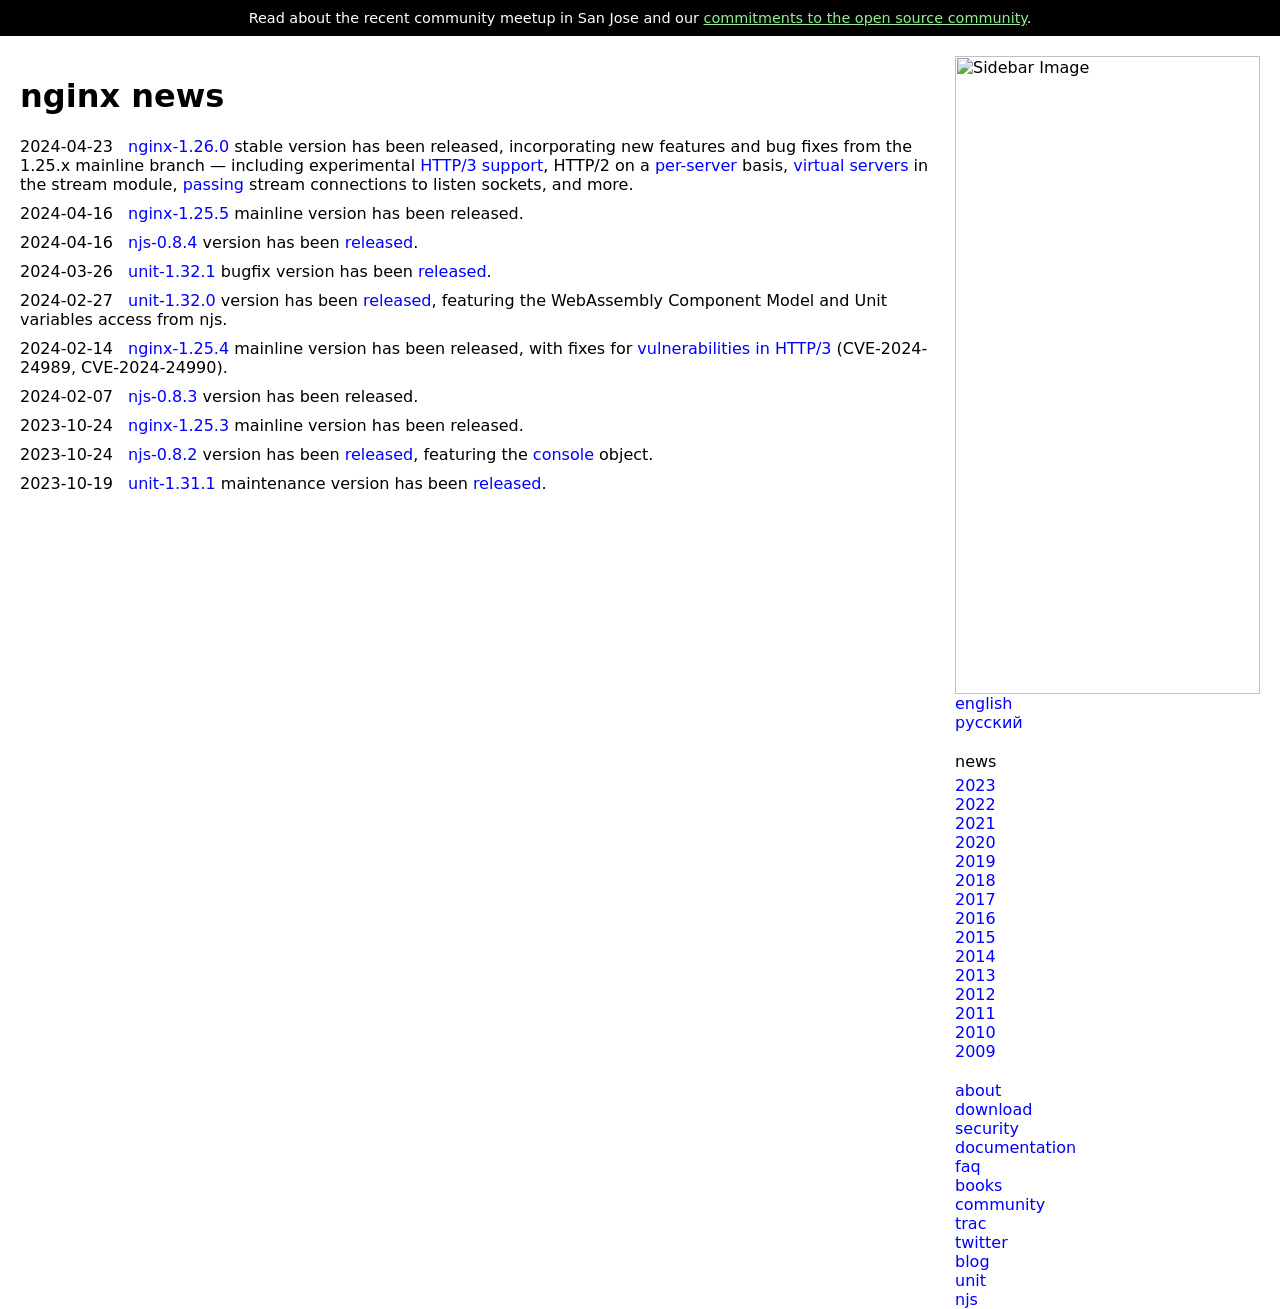 Read about the recent community meetup in San Jose and our commitments to the open source community.
nginx news
2024-04-23 nginx-1.26.0 stable version has been released, incorporating new features and bug fixes from the
1.25.x mainline branch — including experimental HTTP/3 support, HTTP/2 on a per-server basis, virtual servers in
the stream module, passing stream connections to listen sockets, and more.
2024-04-16 nginx-1.25.5 mainline version has been released.
2024-04-16 njs-0.8.4 version has been released.
2024-03-26 unit-1.32.1 bugfix version has been released.
2024-02-27 unit-1.32.0 version has been released, featuring the WebAssembly Component Model and Unit
variables access from njs.
2024-02-14 nginx-1.25.4 mainline version has been released, with fixes for vulnerabilities in HTTP/3 (CVE-2024-
24989, CVE-2024-24990).
2024-02-07 njs-0.8.3 version has been released.
2023-10-24 nginx-1.25.3 mainline version has been released.
2023-10-24 njs-0.8.2 version has been released, featuring the console object.
2023-10-19 unit-1.31.1 maintenance version has been released.
Sidebar Image
english
русский
news
2023
2022
2021
2020
2019
2018
2017
2016
2015
2014
2013
2012
2011
2010
2009
about
download
security
documentation
faq
books
community
trac
twitter
blog
unit
njs